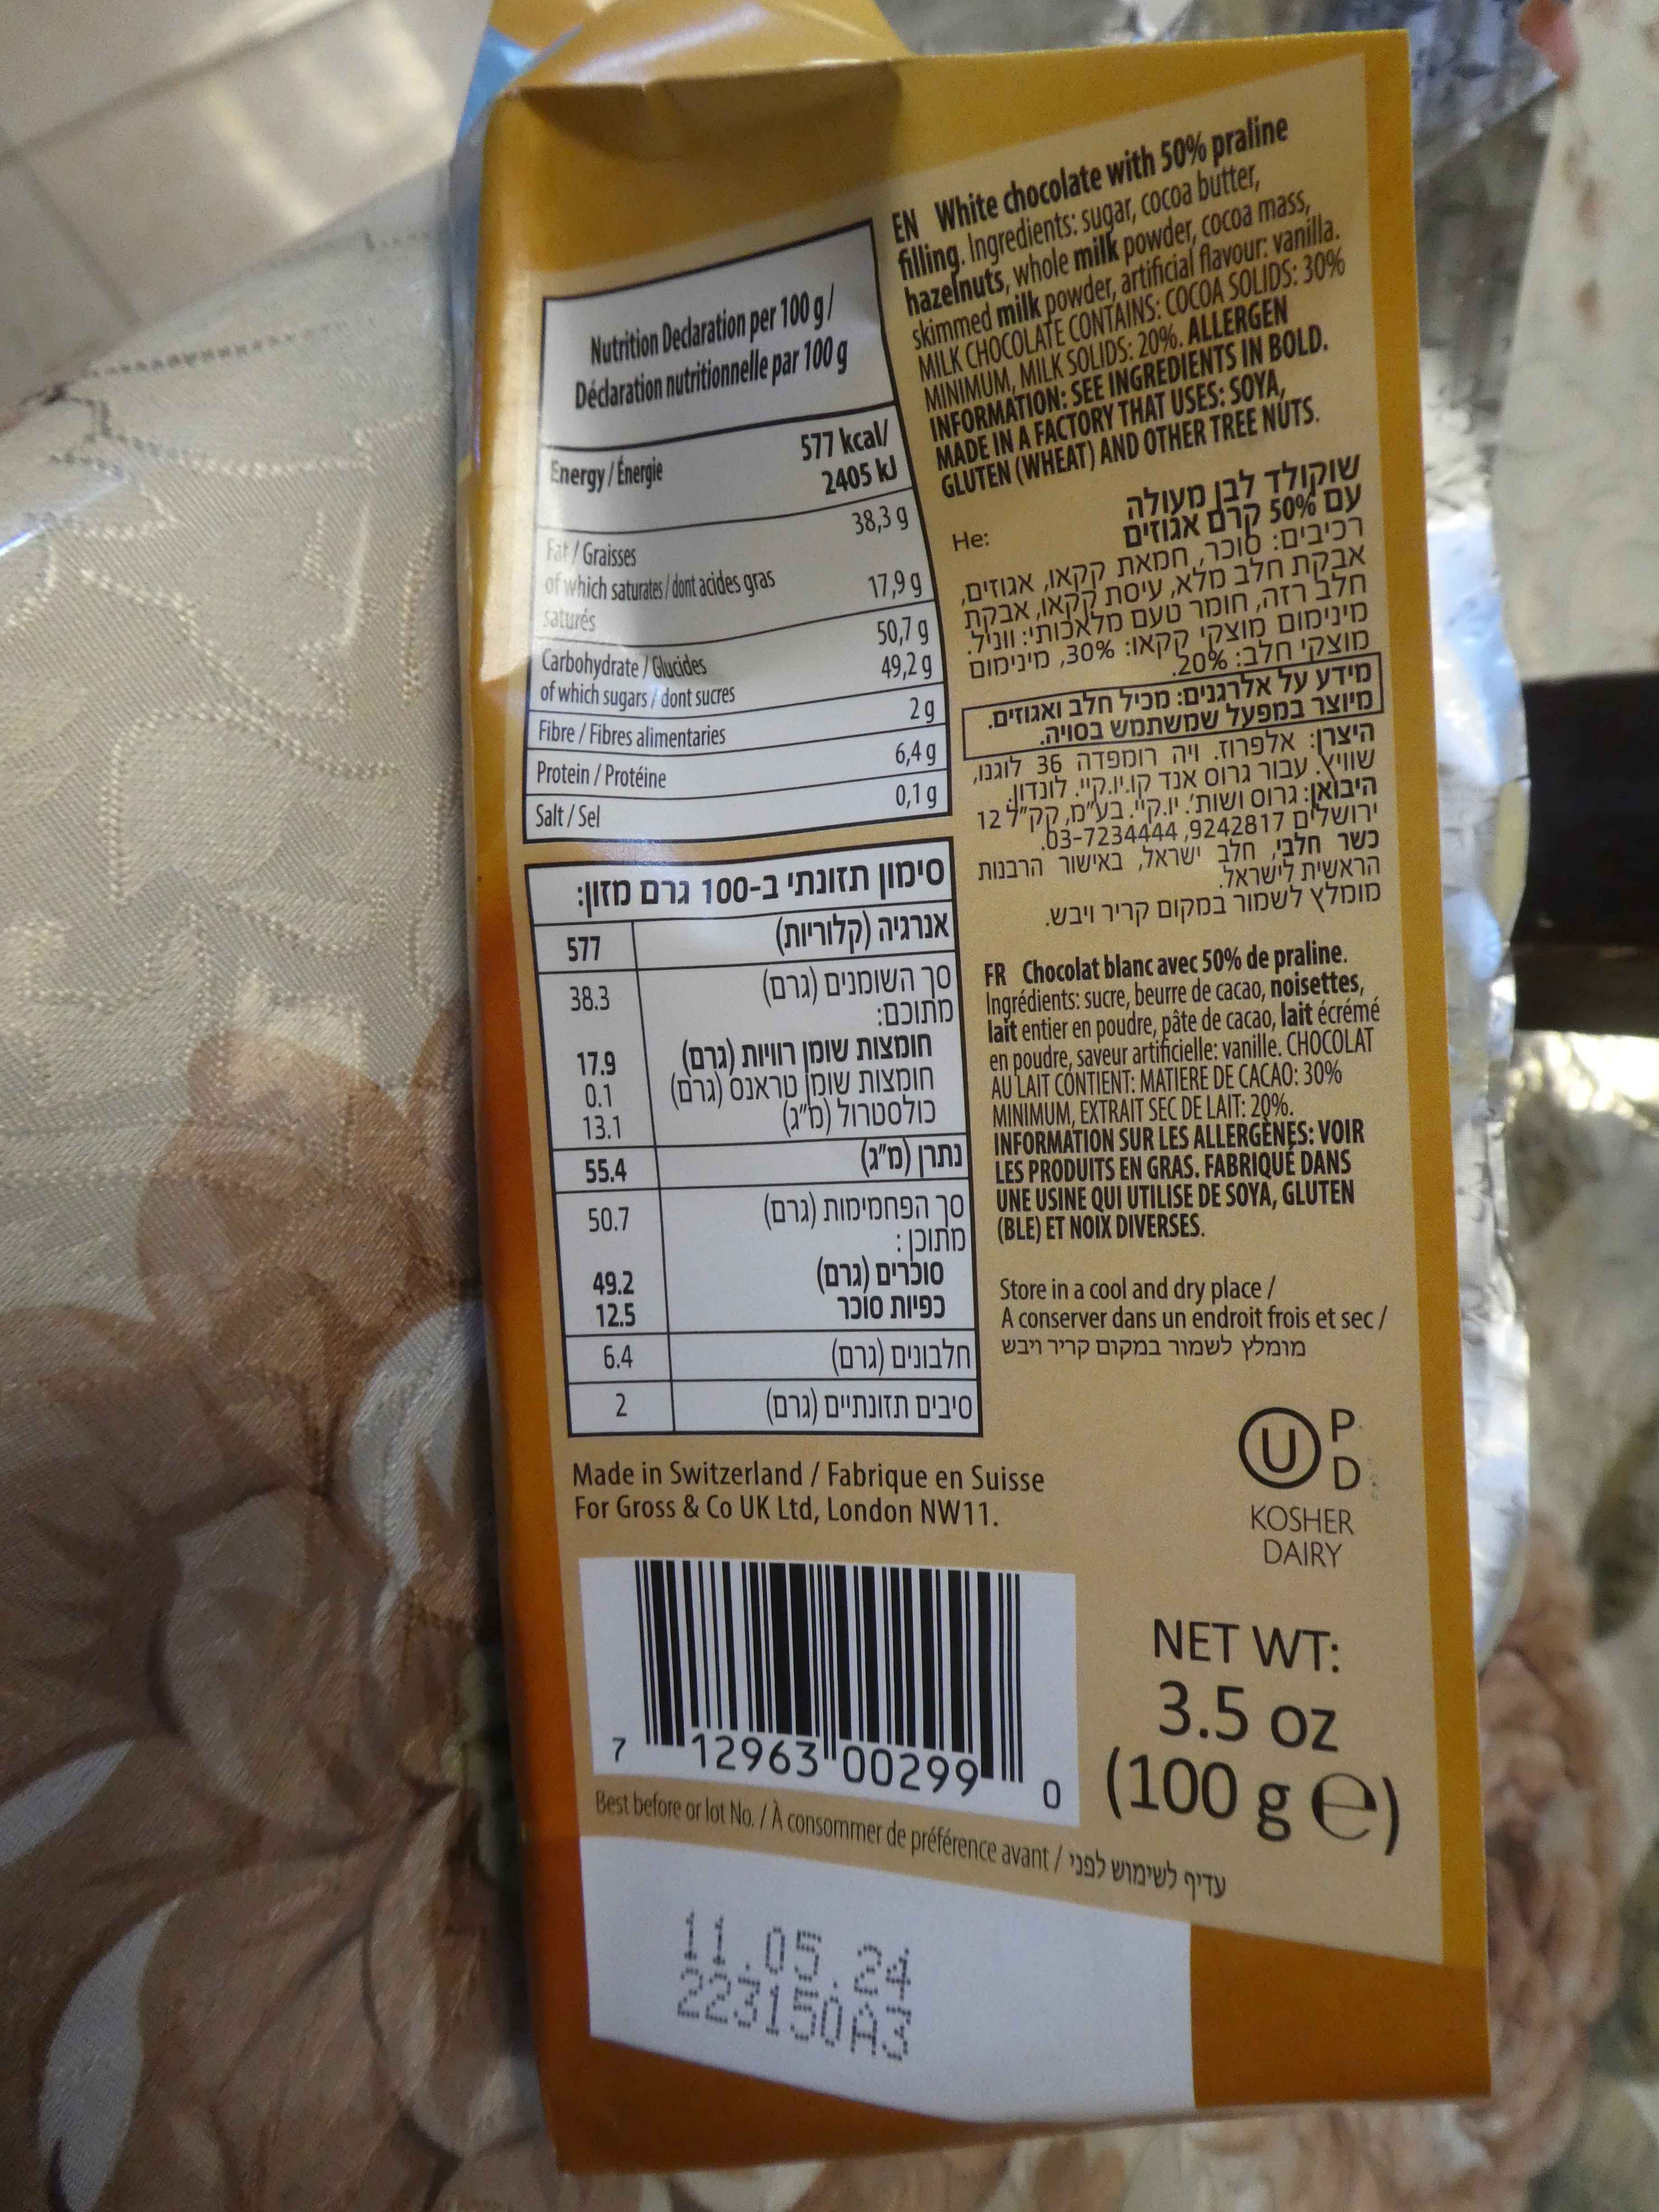 Nutrition Declaration per 100 g /
Déclaration nutritionnelle par 100 g
Energy / Énergie 577 kcal/
2405 kJ
Fat / Graisses 38,3 g
of which saturates / dont acides gras
saturés 17,9 g
Carbohydrate / Glucides 50,7 g
of which sugars / dont sucres 49,2 g
Fibre / Fibres alimentaries 2 g
Protein / Protéine 6,4 g
Salt / Sel 0,1 g
סימון תזונתי ב-100 גרם מזון:
אנרגיה (קלוריות) 577
סך השומנים (גרם) 38.3
מתוכם:
חומצות שומן רוויות (גרם) 17.9
חומצות שומן טראנס (גרם) 0.1
כולסטרול (מ"ג) 13.1
נתרן (מ"ג) 55.4
סך הפחמימות (גרם) 50.7
מתוכן :
סוכרים (גרם) 49.2
כפיות סוכר 12.5
חלבונים (גרם) 6.4
סיבים תזונתיים (גרם) 2
EN White chocolate with 50% praline
filling. Ingredients: sugar, cocoa butter,
hazelnuts, whole milk powder, cocoa mass,
skimmed milk powder, artificial flavour: vanilla.
MILK CHOCOLATE CONTAINS: COCOA SOLIDS: 30%
MINIMUM, MILK SOLIDS: 20%. ALLERGEN
INFORMATION: SEE INGREDIENTS IN BOLD.
MADE IN A FACTORY THAT USES: SOYA,
GLUTEN (WHEAT) AND OTHER TREE NUTS.
He: שוקולד לבן מעולה
עם 50% קרם אגוזים
רכיבים: סוכר, חמאת קקאו, אגוזים,
אבקת חלב מלא, עיסת קקאו, אבקת
חלב רזה, חומר טעם מלאכותי: ווניל.
מינימום מוצקי קקאו: 30%, מינימום
מוצקי חלב: 20%.
מידע על אלרגנים: מכיל חלב ואגוזים.
מיוצר במפעל שמשתמש בסויה.
היצרן: אלפרוז. ויה רומפדה 36 לוגנו,
שוויץ. עבור גרוס אנד קו.יו.קיי. לונדון.
היבואן: גרוס ושות'. יו.קיי. בע"מ, קק"ל 12
ירושלים 9242817, 03-7234444.
כשר חלבי, חלב ישראל, באישור הרבנות
הראשית לישראל.
מומלץ לשמור במקום קריר ויבש.
FR Chocolat blanc avec 50% de praline.
Ingrédients: sucre, beurre de cacao, noisettes,
lait entier en poudre, pâte de cacao, lait écrémé
en poudre, saveur artificielle: vanille. CHOCOLAT
AU LAIT CONTIENT: MATIERE DE CACAO: 30%
MINIMUM, EXTRAIT SEC DE LAIT: 20%.
INFORMATION SUR LES ALLERGÈNES: VOIR
LES PRODUITS EN GRAS. FABRIQUÉ DANS
UNE USINE QUI UTILISE DE SOYA, GLUTEN
(BLE) ET NOIX DIVERSES.
Store in a cool and dry place /
A conserver dans un endroit frois et sec /
מומלץ לשמור במקום קריר ויבש
Made in Switzerland / Fabrique en Suisse
For Gross & Co UK Ltd, London NW11.
U P
D
KOSHER
DAIRY
NET WT:
3.5 oz
(100 g e)
7 12963 00299 0
Best before or lot No. / À consommer de préférence avant / עדיף לשימוש לפני
11.05.24
223150A3